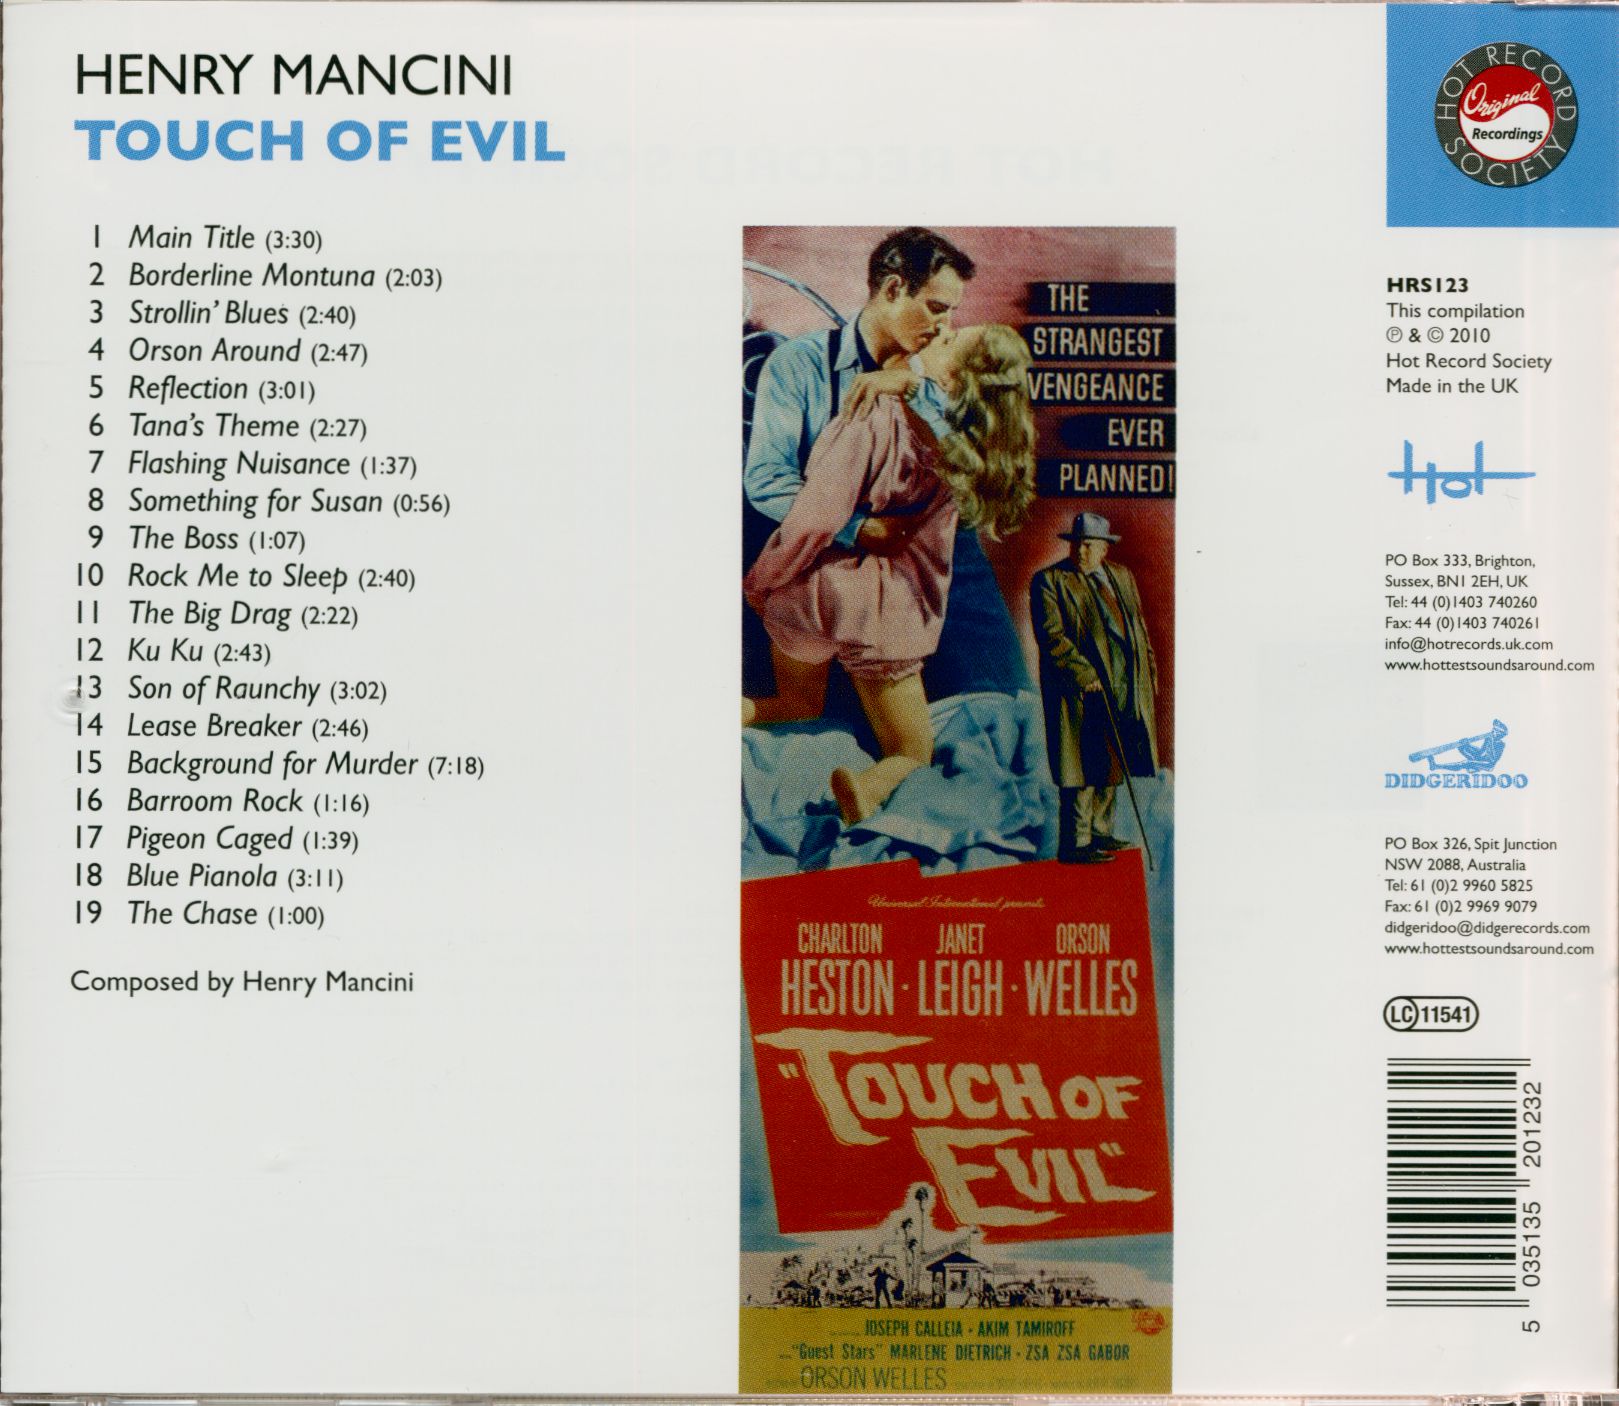 HENRY MANCINI
TOUCH OF EVIL
1 Main Title (3:30)
2 Borderline Montuna (2:03)
3 Strollin' Blues (2:40)
4 Orson Around (2:47)
5 Reflection (3:01)
6 Tana's Theme (2:27)
7 Flashing Nuisance (1:37)
8 Something for Susan (0:56)
9 The Boss (1:07)
10 Rock Me to Sleep (2:40)
11 The Big Drag (2:22)
12 Ku Ku (2:43)
13 Son of Raunchy (3:02)
14 Lease Breaker (2:46)
15 Background for Murder (7:18)
16 Barroom Rock (1:16)
17 Pigeon Caged (1:39)
18 Blue Pianola (3:11)
19 The Chase (1:00)
Composed by Henry Mancini
THE
STRANGEST
VENGEANCE
EVER
PLANNED!
Universal International presents
CHARLTON HESTON · JANET LEIGH · ORSON WELLES
"TOUCH OF
EVIL"
JOSEPH CALLEIA · AKIM TAMIROFF
"Guest Stars" MARLENE DIETRICH · ZSA ZSA GABOR
ORSON WELLES
HOT RECORD SOCIETY
Original
Recordings
HRS123
This compilation
℗ & © 2010
Hot Record Society
Made in the UK
Hot
PO Box 333, Brighton,
Sussex, BN1 2EH, UK
Tel: 44 (0)1403 740260
Fax: 44 (0)1403 740261
info@hotrecords.uk.com
www.hottestsoundsaround.com
DIDGERIDOO
PO Box 326, Spit Junction
NSW 2088, Australia
Tel: 61 (0)2 9960 5825
Fax: 61 (0)2 9969 9079
didgeridoo@didgerecords.com
www.hottestsoundsaround.com
LC 11541
5 035135 201232